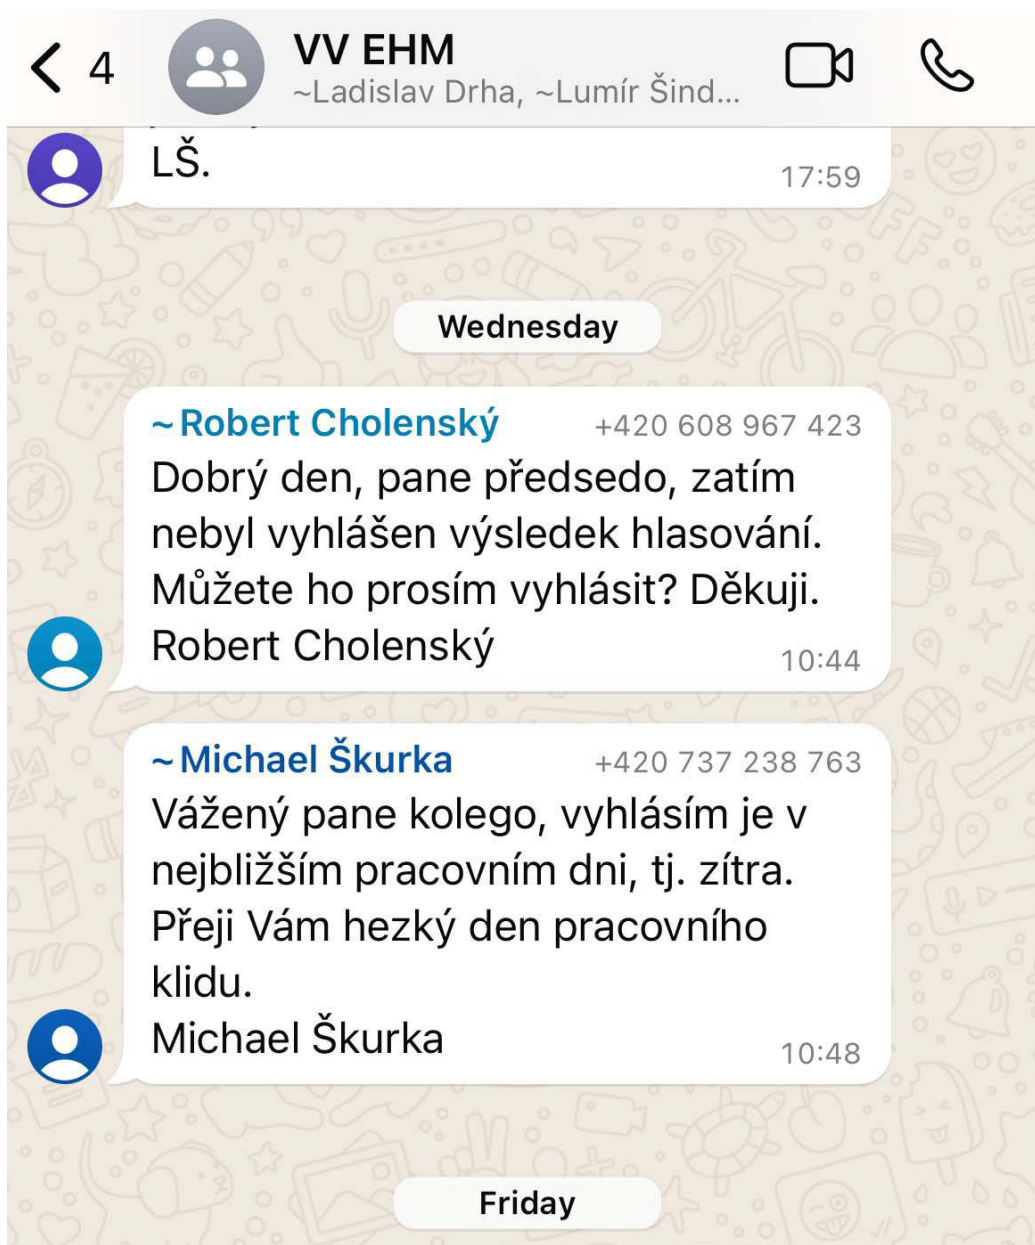 4
VV EHM
~Ladislav Drha, ~Lumír Šind...
LŠ.
17:59
Wednesday
~Robert Cholenský +420 608 967 423
Dobrý den, pane předsedo, zatím
nebyl vyhlášen výsledek hlasování.
Můžete ho prosím vyhlásit? Děkuji.
Robert Cholenský
10:44
~Michael Škurka +420 737 238 763
Vážený pane kolego, vyhlásím je v
nejbližším pracovním dni, tj. zítra.
Přeji Vám hezký den pracovního
klidu.
Michael Škurka
10:48
Friday